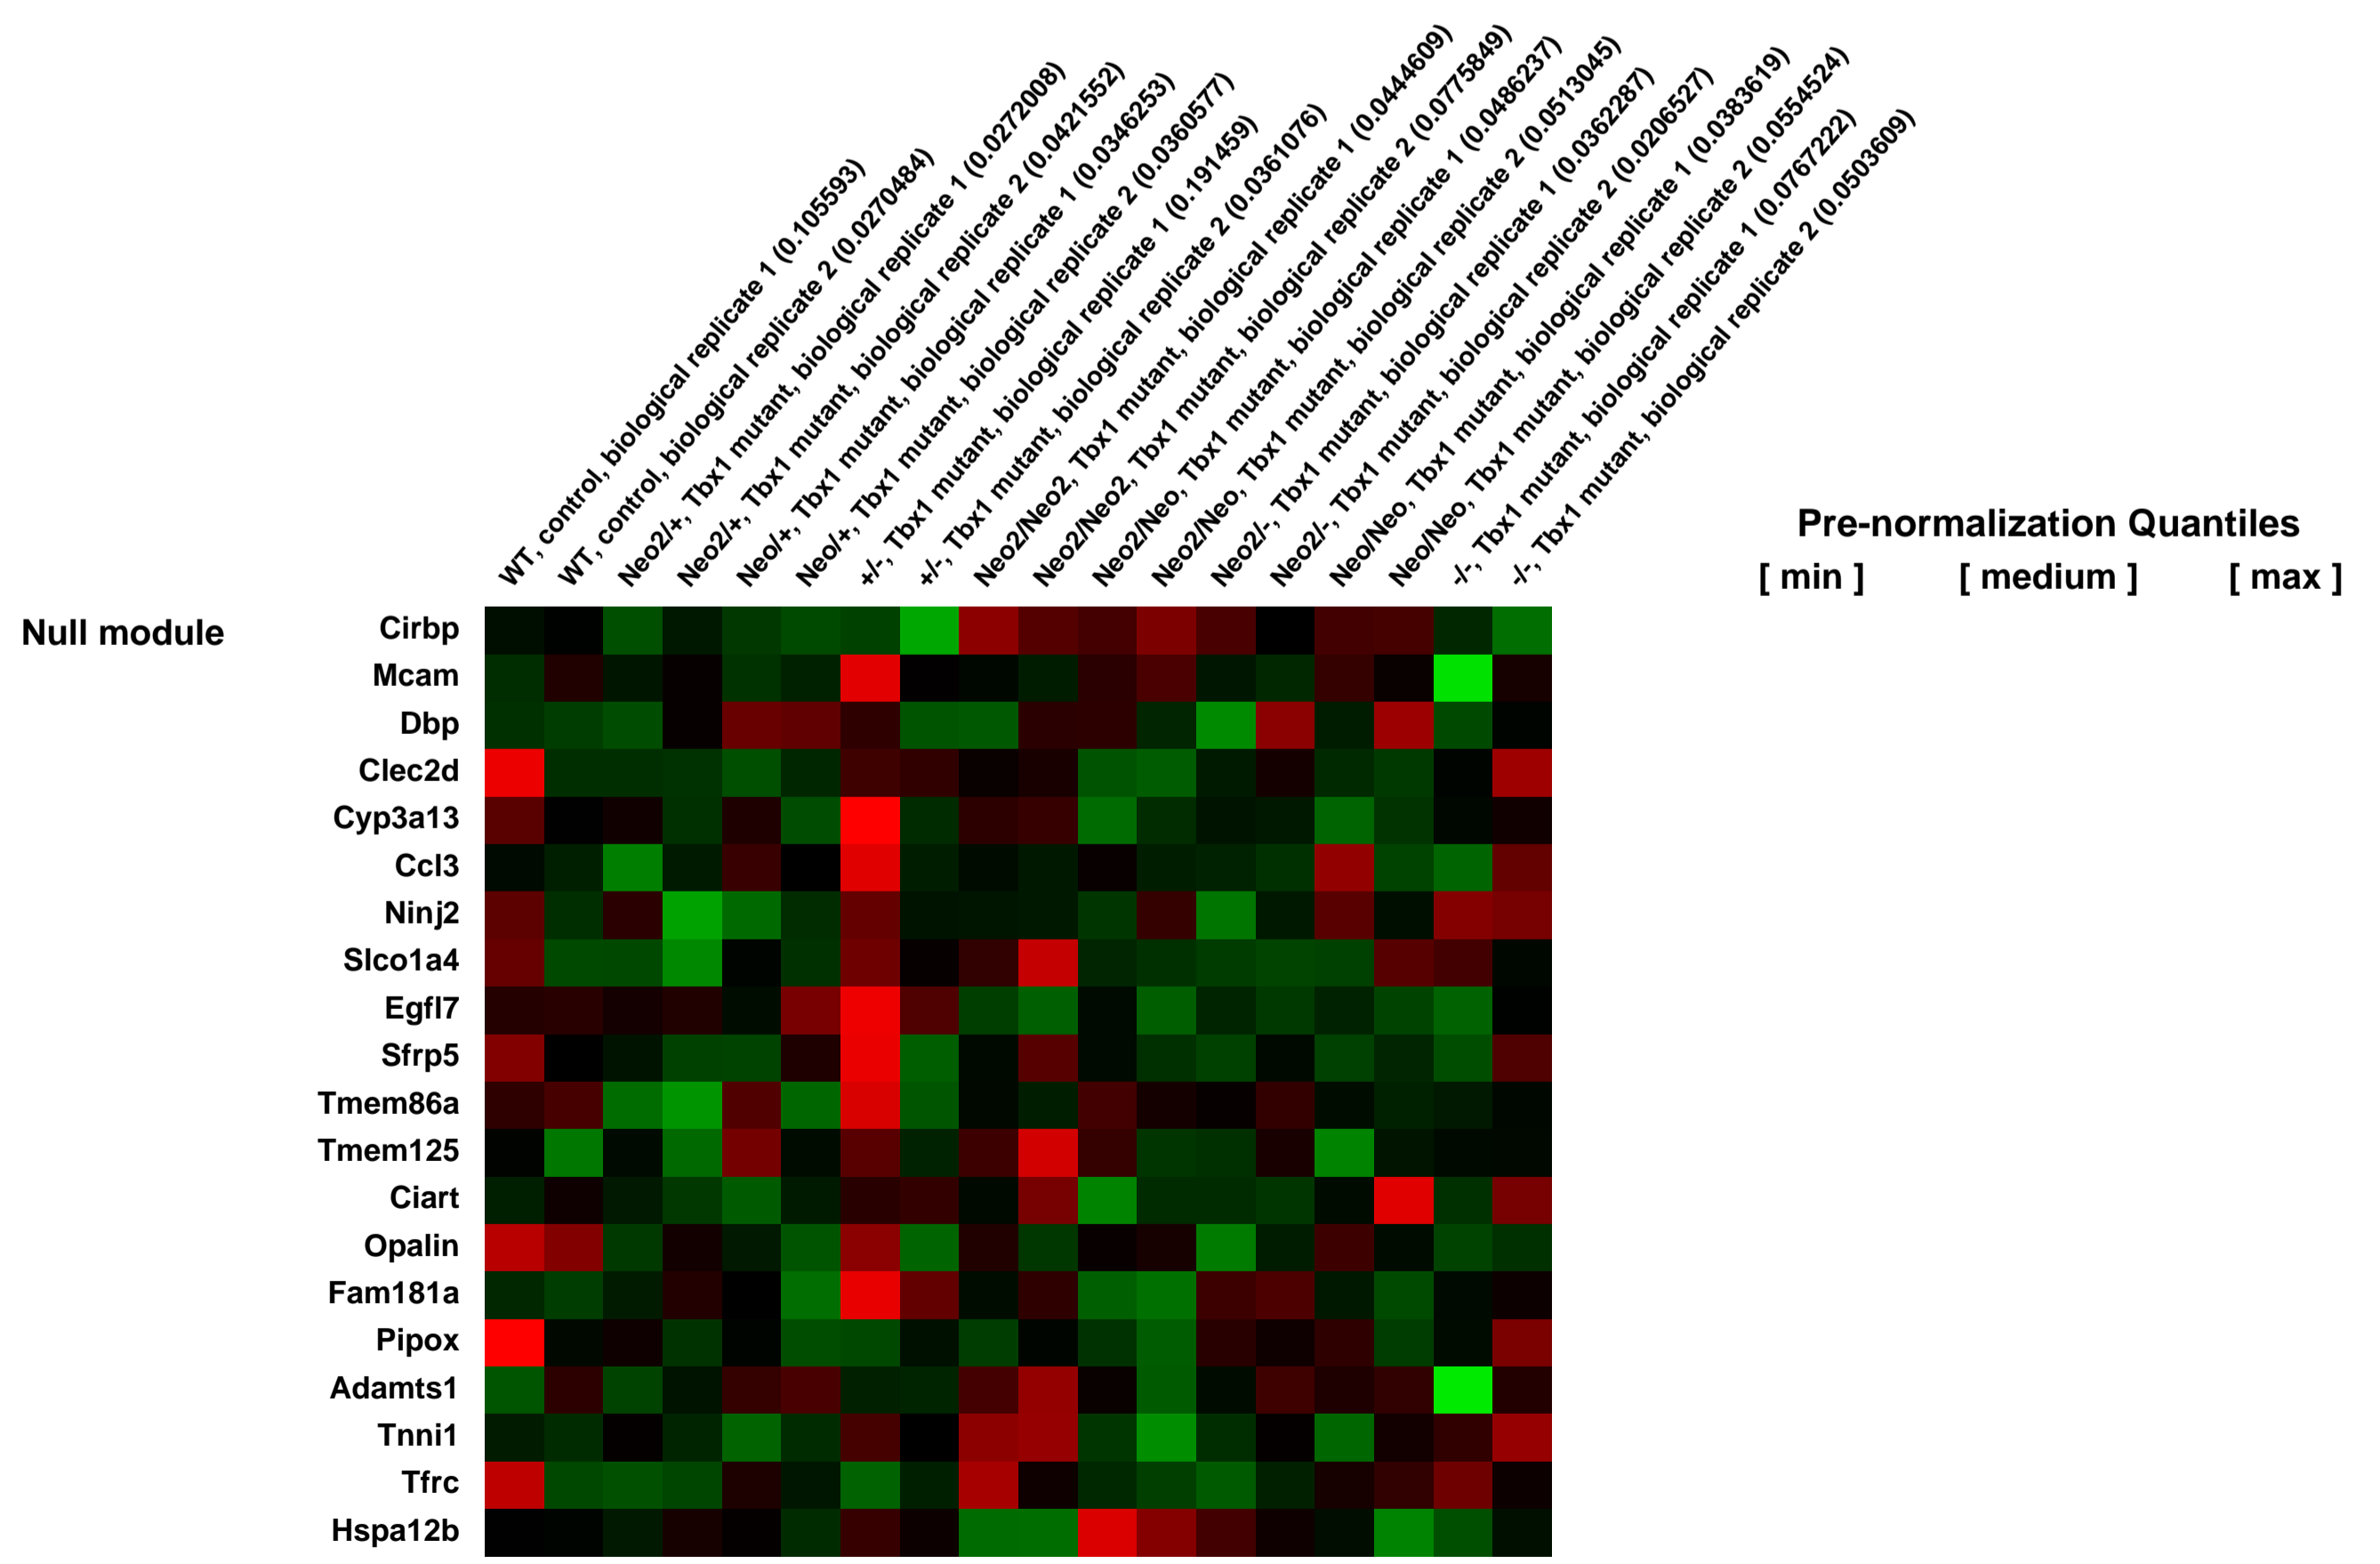 WT, control, biological replicate 1 (0.105593)
WT, control, biological replicate 2 (0.0270484)
Neo2/+, Tbx1 mutant, biological replicate 1 (0.0272008)
Neo2/+, Tbx1 mutant, biological replicate 2 (0.0421552)
Neo/+, Tbx1 mutant, biological replicate 1 (0.0346253)
Neo/+, Tbx1 mutant, biological replicate 2 (0.0360577)
+/-, Tbx1 mutant, biological replicate 1 (0.191459)
+/-, Tbx1 mutant, biological replicate 2 (0.0361076)
Neo2/Neo2, Tbx1 mutant, biological replicate 1 (0.0444609)
Neo2/Neo2, Tbx1 mutant, biological replicate 2 (0.0775849)
Neo2/Neo, Tbx1 mutant, biological replicate 1 (0.0486237)
Neo2/Neo, Tbx1 mutant, biological replicate 2 (0.0513045)
Neo2/-, Tbx1 mutant, biological replicate 1 (0.0362287)
Neo2/-, Tbx1 mutant, biological replicate 2 (0.0206527)
Neo/Neo, Tbx1 mutant, biological replicate 1 (0.0383619)
Neo/Neo, Tbx1 mutant, biological replicate 2 (0.0554524)
-/-, Tbx1 mutant, biological replicate 1 (0.0767222)
-/-, Tbx1 mutant, biological replicate 2 (0.0503609)
Pre-normalization Quantiles
[ min ] [ medium ] [ max ]
Null module
Cirbp
Mcam
Dbp
Clec2d
Cyp3a13
Ccl3
Ninj2
Slco1a4
Egfl7
Sfrp5
Tmem86a
Tmem125
Ciart
Opalin
Fam181a
Pipox
Adamts1
Tnni1
Tfrc
Hspa12b